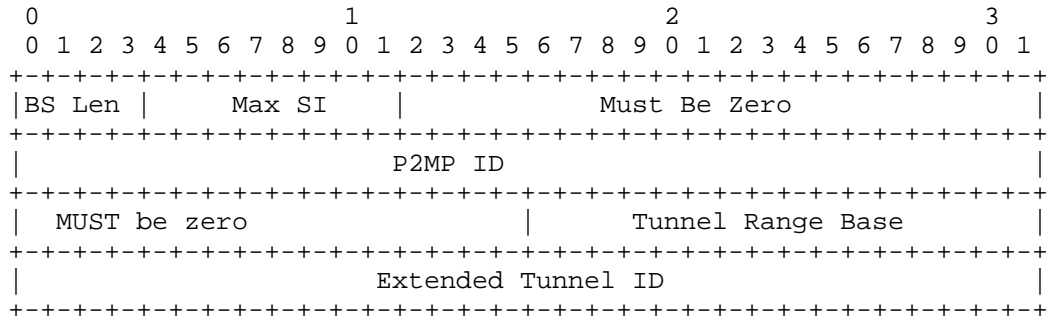 0                   1                   2                   3
 0 1 2 3 4 5 6 7 8 9 0 1 2 3 4 5 6 7 8 9 0 1 2 3 4 5 6 7 8 9 0 1
+-+-+-+-+-+-+-+-+-+-+-+-+-+-+-+-+-+-+-+-+-+-+-+-+-+-+-+-+-+-+-+-+
|BS Len |     Max SI    |            Must Be Zero               |
+-+-+-+-+-+-+-+-+-+-+-+-+-+-+-+-+-+-+-+-+-+-+-+-+-+-+-+-+-+-+-+-+
|                       P2MP ID                                 |
+-+-+-+-+-+-+-+-+-+-+-+-+-+-+-+-+-+-+-+-+-+-+-+-+-+-+-+-+-+-+-+-+
|  MUST be zero                 |      Tunnel Range Base        |
+-+-+-+-+-+-+-+-+-+-+-+-+-+-+-+-+-+-+-+-+-+-+-+-+-+-+-+-+-+-+-+-+
|                      Extended Tunnel ID                       |
+-+-+-+-+-+-+-+-+-+-+-+-+-+-+-+-+-+-+-+-+-+-+-+-+-+-+-+-+-+-+-+-+